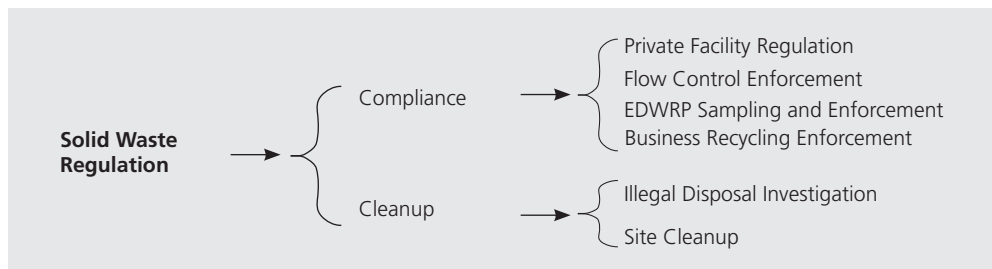 Solid Waste
Regulation
Compliance
Private Facility Regulation
Flow Control Enforcement
EDWRP Sampling and Enforcement
Business Recycling Enforcement
Cleanup
Illegal Disposal Investigation
Site Cleanup